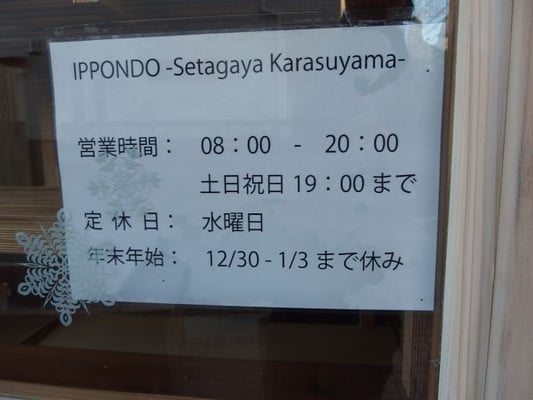 IPPONDO -Setagaya Karasuyama-
営業時間： 08：00 - 20：00
土日祝日 19：00 まで
定休日： 水曜日
年末年始： 12/30 - 1/3 まで休み